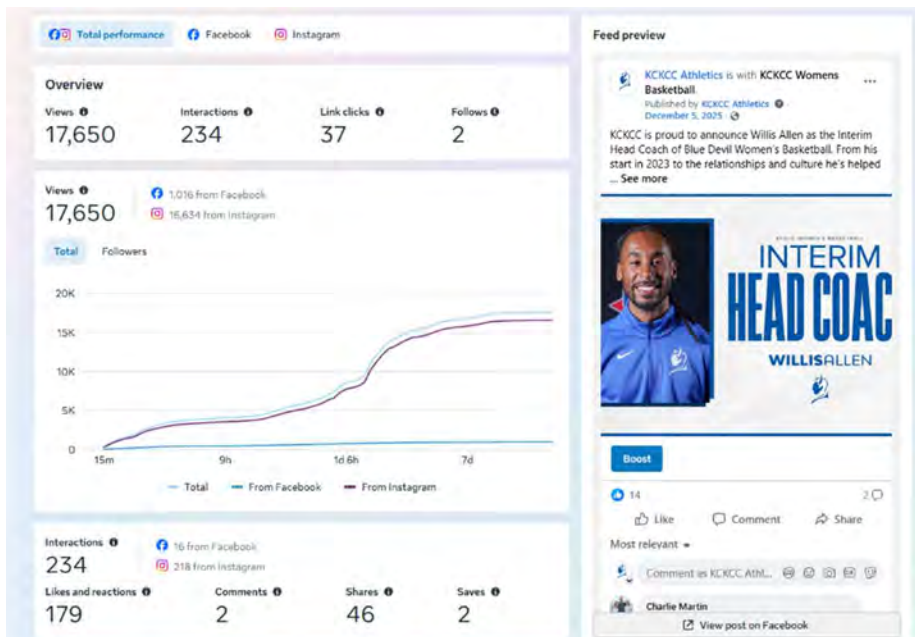 Total performance
Facebook
Instagram
Overview
Views
Interactions
Link clicks
Follows
17,650
234
37
2
Views
17,650
1,016 from Facebook
16,634 from Instagram
Total
Followers
20K
15K
10K
5K
0
15m
9h
1d 6h
7d
Total
From Facebook
From Instagram
Interactions
234
16 from Facebook
218 from Instagram
Likes and reactions
Comments
Shares
Saves
179
2
46
2
Feed preview
KCKCC Athletics is with KCKCC Womens
Basketball.
Published by KCKCC Athletics
December 5, 2025
KCKCC is proud to announce Willis Allen as the Interim
Head Coach of Blue Devil Women's Basketball. From his
start in 2023 to the relationships and culture he's helped
... See more
KCKCC WOMEN'S BASKETBALL
INTERIM
HEAD COAC
WILLISALLEN
Boost
14
2
Like
Comment
Share
Most relevant
Comment as KCKCC Athl...
Charlie Martin
View post on Facebook